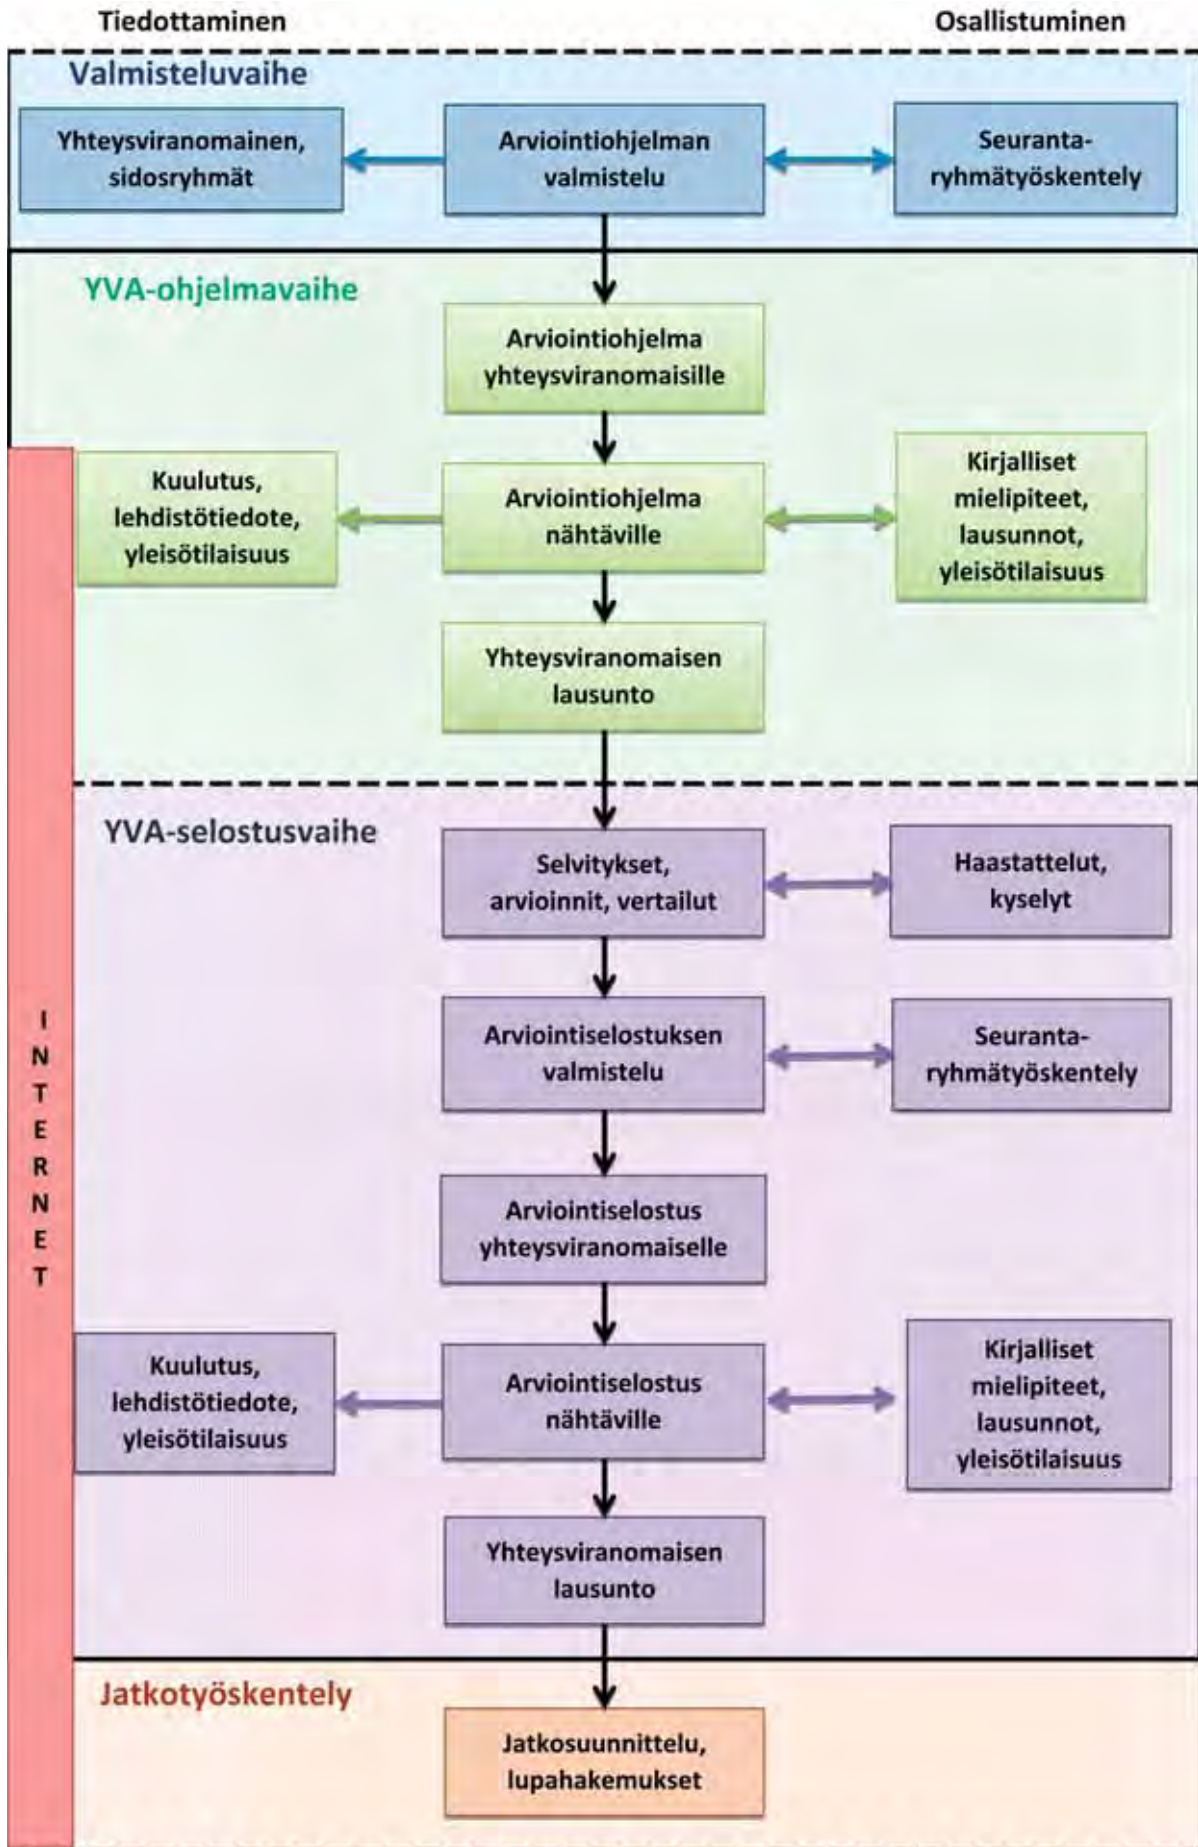 Tiedottaminen
Osallistuminen
Valmisteluvaihe
Yhteysviranomainen,
sidosryhmät
Arviointiohjelman
valmistelu
Seuranta-
ryhmätyöskentely
YVA-ohjelmavaihe
Arviointiohjelma
yhteysviranomaisille
Kuulutus,
lehdistötiedote,
yleisötilaisuus
Arviointiohjelma
nähtäville
Kirjalliset
mielipiteet,
lausunnot,
yleisötilaisuus
Yhteysviranomaisen
lausunto
YVA-selostusvaihe
Selvitykset,
arvioinnit, vertailut
Haastattelut,
kyselyt
Arviointiselostuksen
valmistelu
Seuranta-
ryhmätyöskentely
INTERNET
Arviointiselostus
yhteysviranomaiselle
Kuulutus,
lehdistötiedote,
yleisötilaisuus
Arviointiselostus
nähtäville
Kirjalliset
mielipiteet,
lausunnot,
yleisötilaisuus
Yhteysviranomaisen
lausunto
Jatkotyöskentely
Jatkosuunnittelu,
lupahakemukset